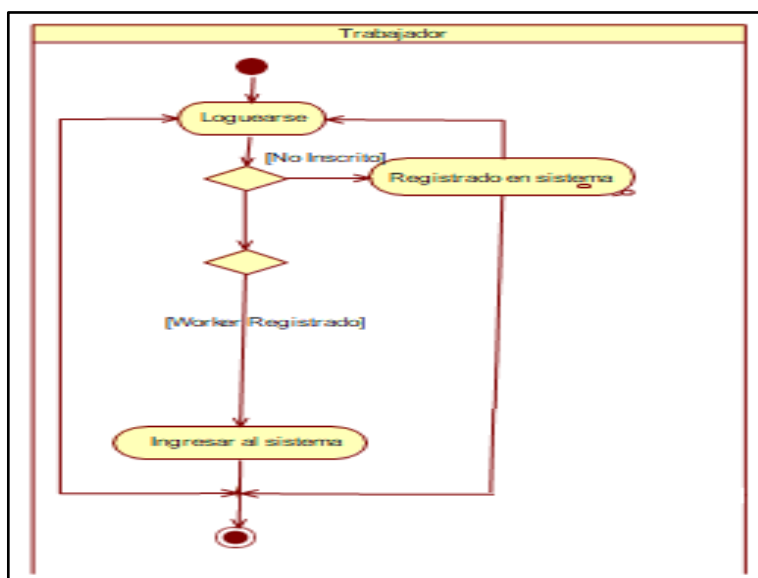 Trabajador
Loguearse
[No Inscrito]
Registrado en sistema
[Worker Registrado]
Ingresar al sistema